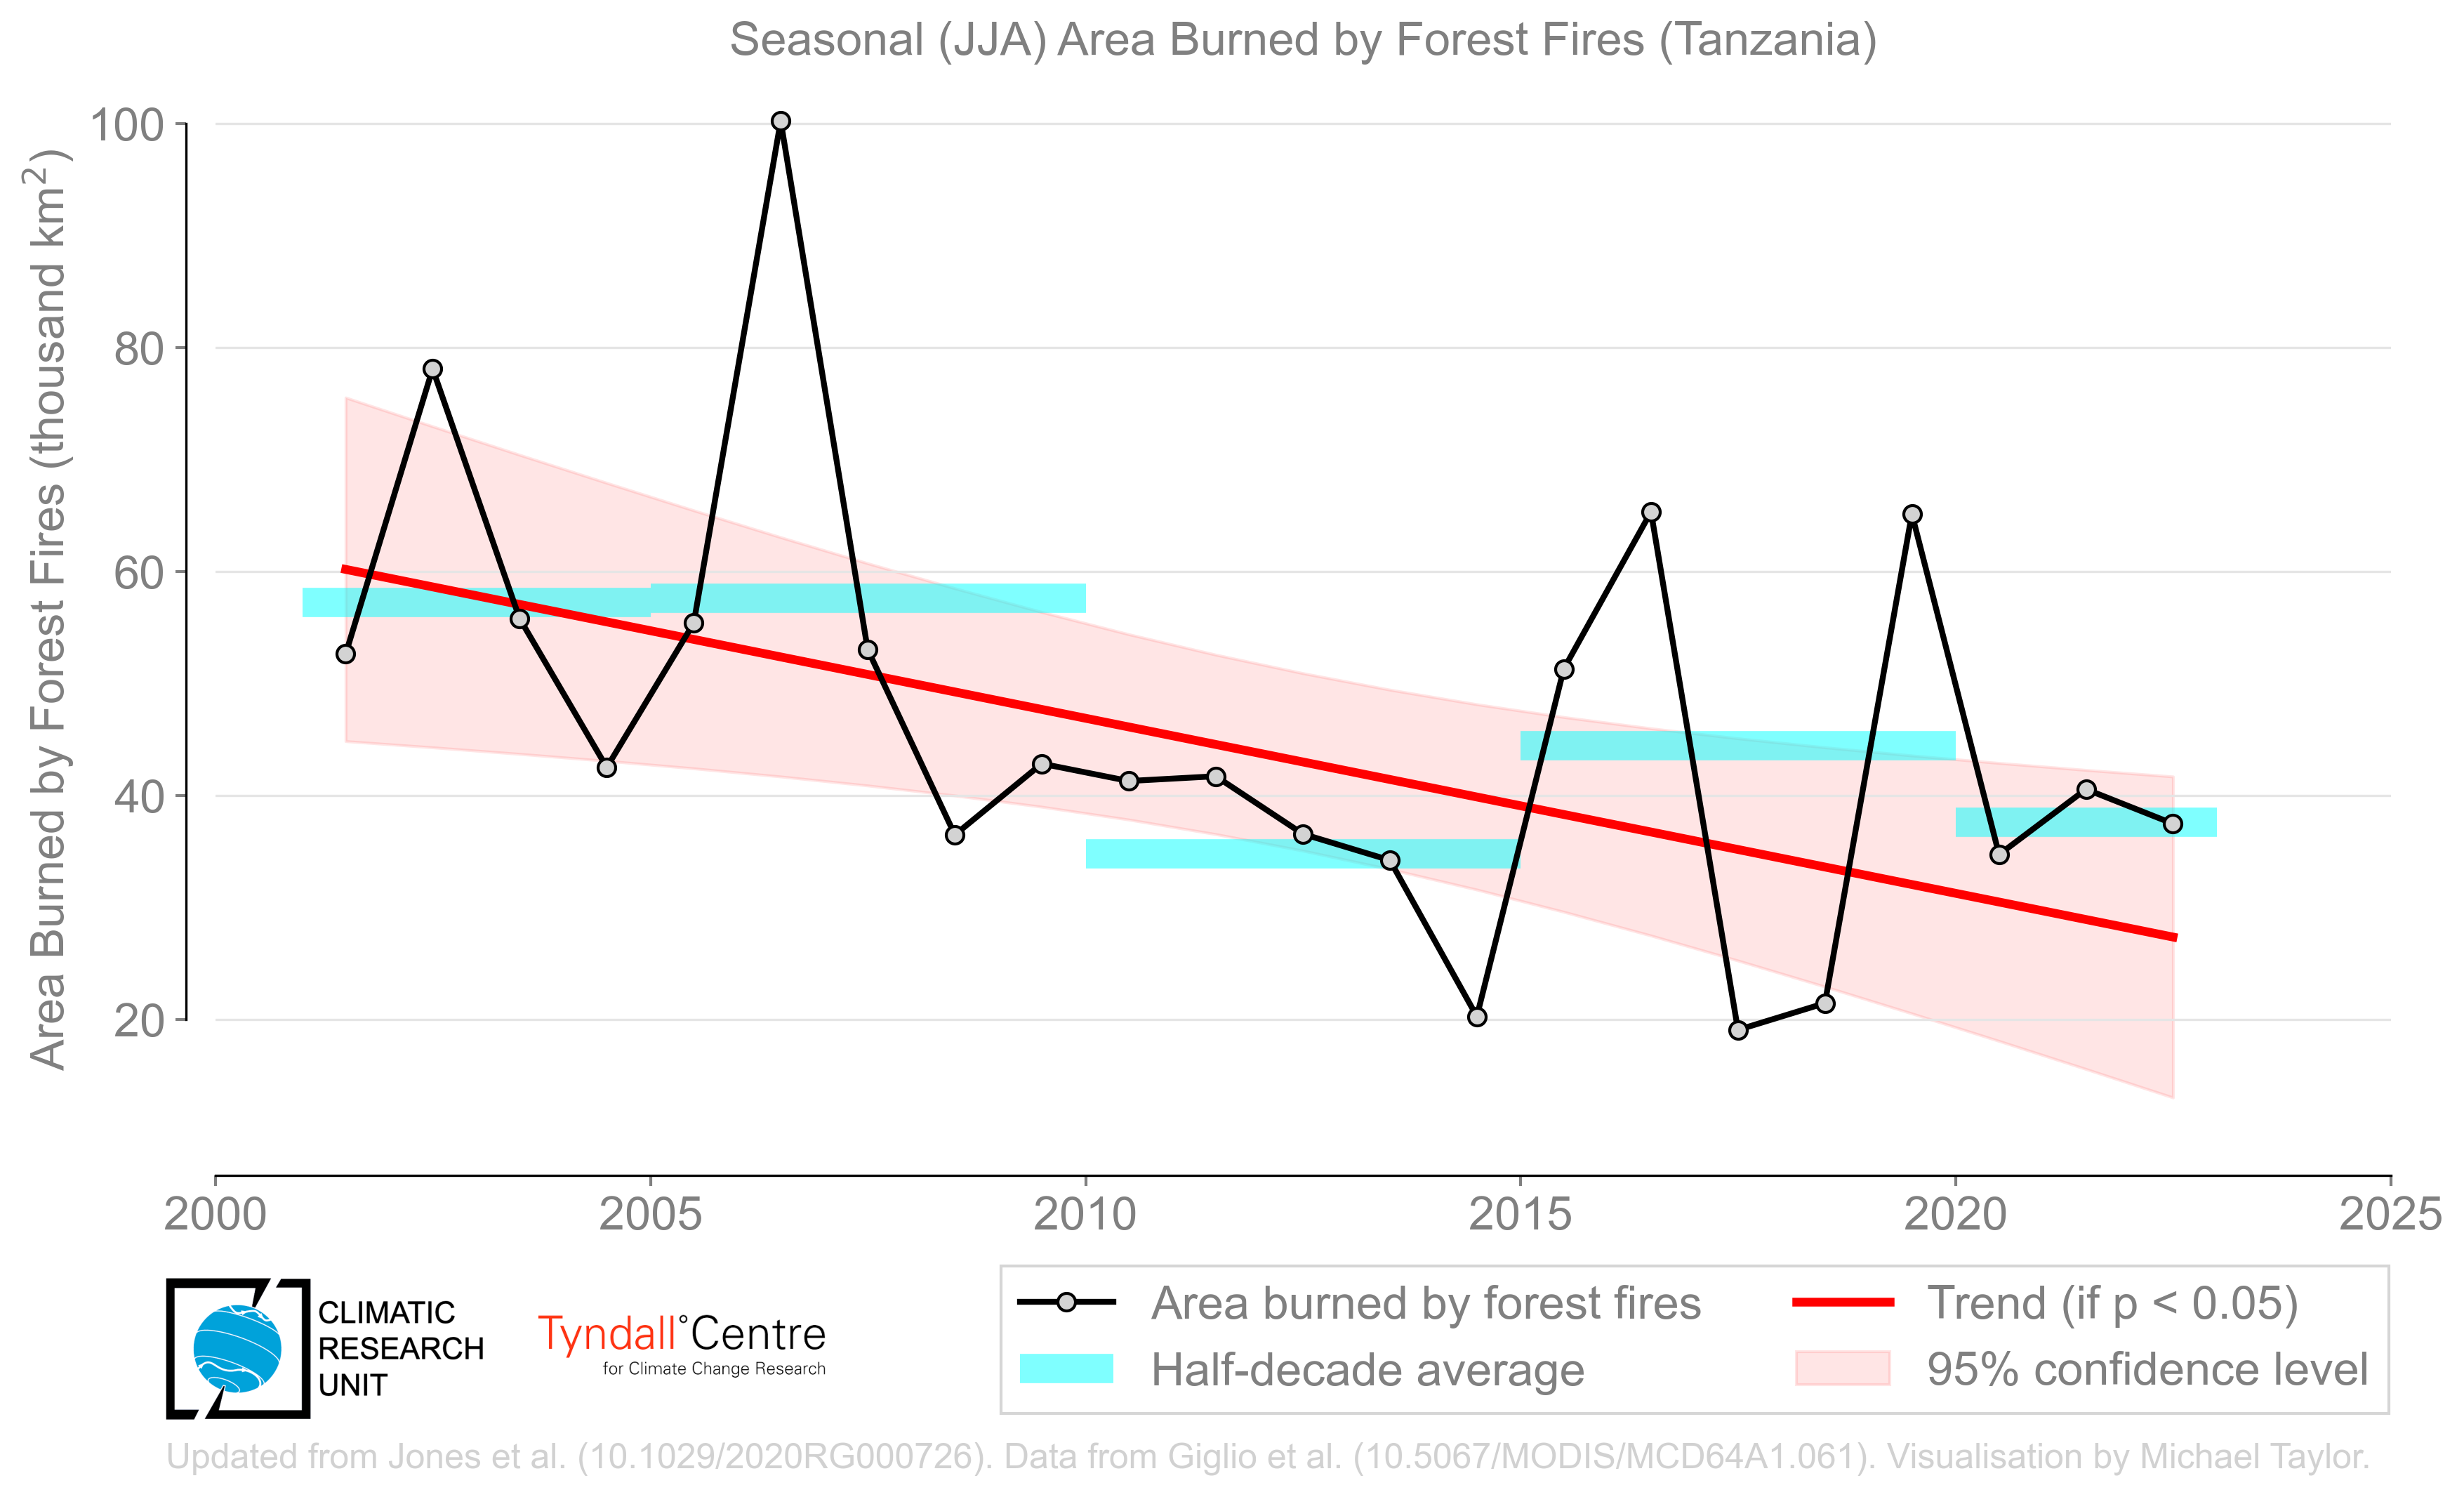 Seasonal (JJA) Area Burned by Forest Fires (Tanzania)
Area Burned by Forest Fires (thousand km²)
100
80
60
40
20
2000 2005 2010 2015 2020 2025
CLIMATIC
RESEARCH
UNIT
Tyndall°Centre
for Climate Change Research
Area burned by forest fires
Half-decade average
Trend (if p < 0.05)
95% confidence level
Updated from Jones et al. (10.1029/2020RG000726). Data from Giglio et al. (10.5067/MODIS/MCD64A1.061). Visualisation by Michael Taylor.